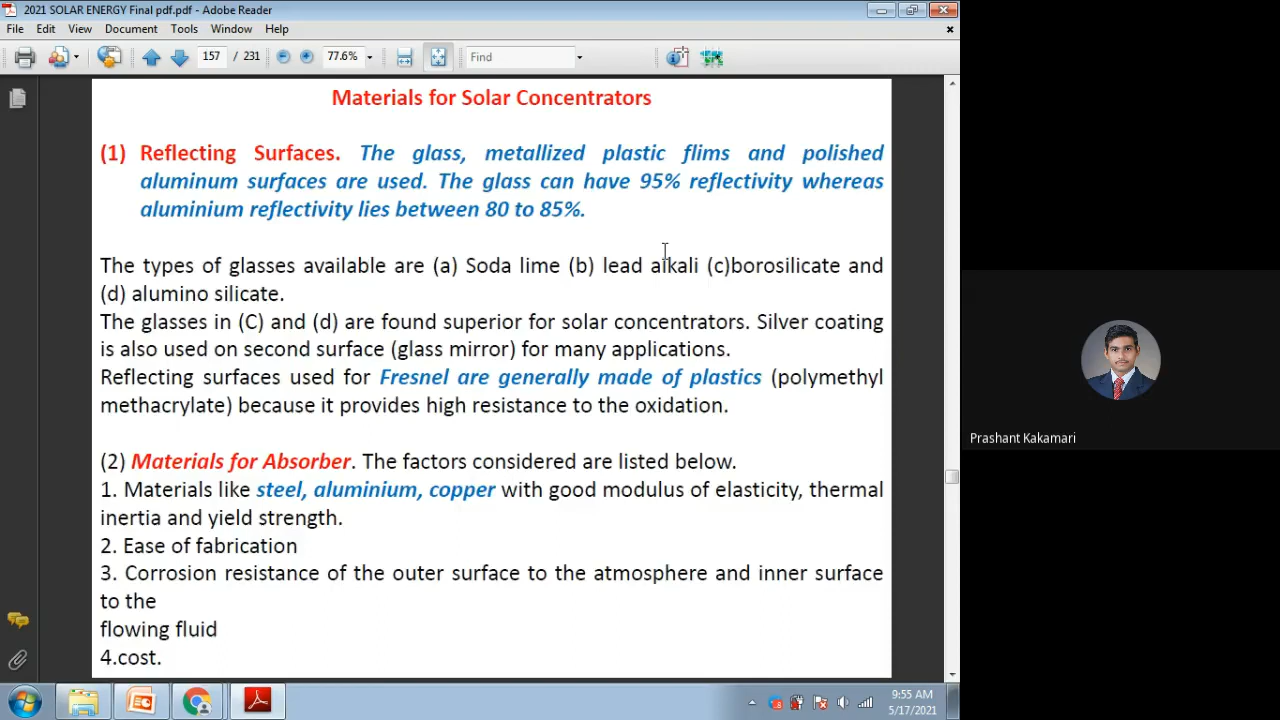 2021 SOLAR ENERGY Final pdf.pdf - Adobe Reader
File Edit View Document Tools Window Help
157 / 231 77.6% Find
Materials for Solar Concentrators
(1) Reflecting Surfaces. The glass, metallized plastic flims and polished
aluminum surfaces are used. The glass can have 95% reflectivity whereas
aluminium reflectivity lies between 80 to 85%.
The types of glasses available are (a) Soda lime (b) lead alkali (c)borosilicate and
(d) alumino silicate.
The glasses in (C) and (d) are found superior for solar concentrators. Silver coating
is also used on second surface (glass mirror) for many applications.
Reflecting surfaces used for Fresnel are generally made of plastics (polymethyl
methacrylate) because it provides high resistance to the oxidation.
(2) Materials for Absorber. The factors considered are listed below.
1. Materials like steel, aluminium, copper with good modulus of elasticity, thermal
inertia and yield strength.
2. Ease of fabrication
3. Corrosion resistance of the outer surface to the atmosphere and inner surface
to the
flowing fluid
4.cost.
Prashant Kakamari
9:55 AM
5/17/2021